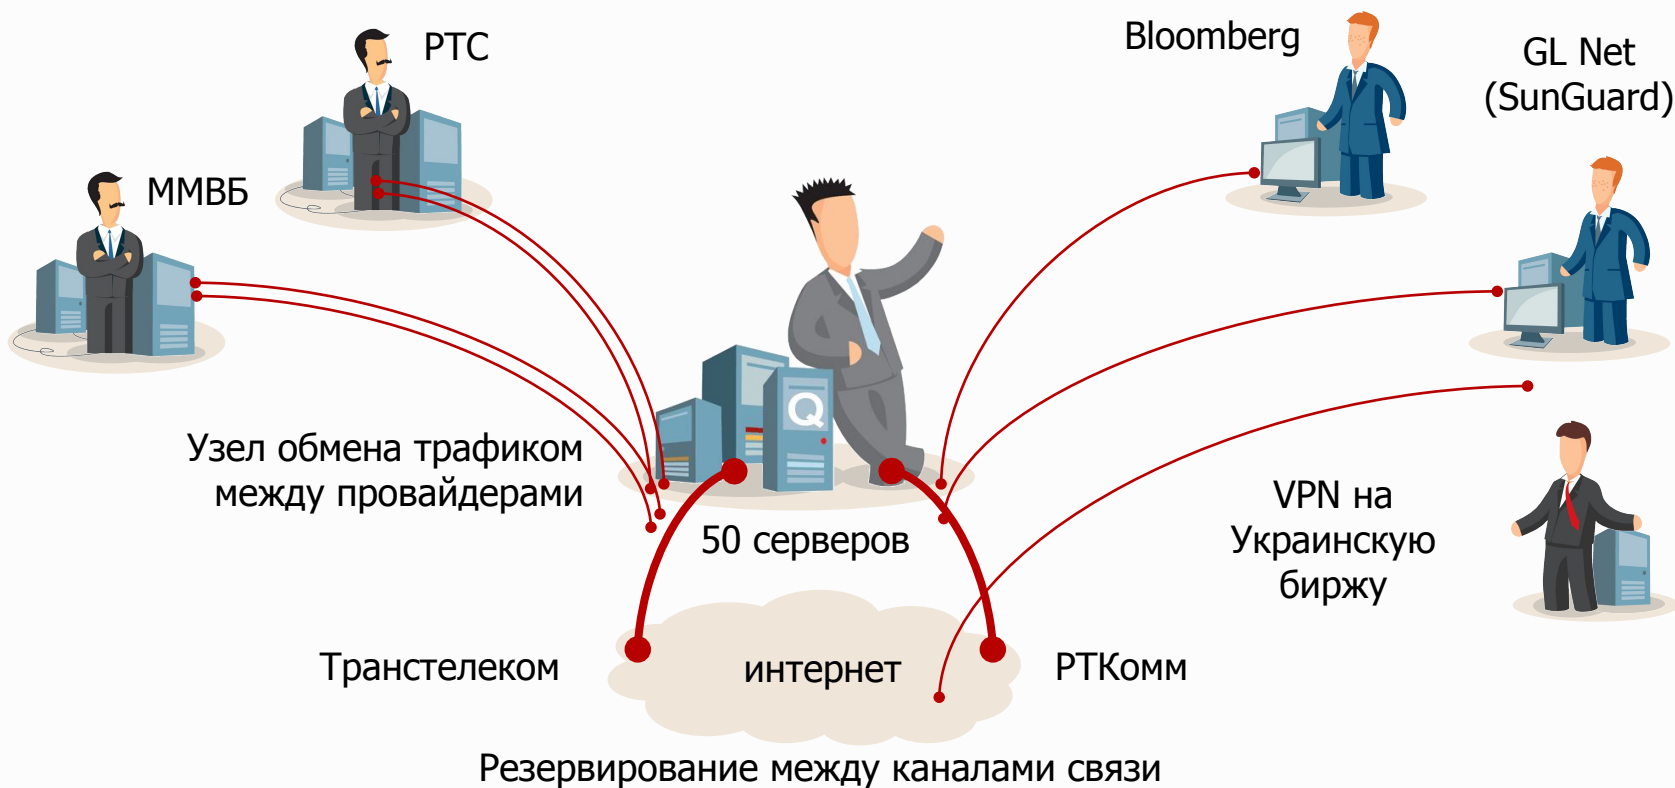 РТС
Bloomberg
GL Net
(SunGuard)
ММВБ
Q
Узел обмена трафиком
между провайдерами
50 серверов
VPN на
Украинскую
биржу
Транстелеком
интернет
РТКомм
Резервирование между каналами связи